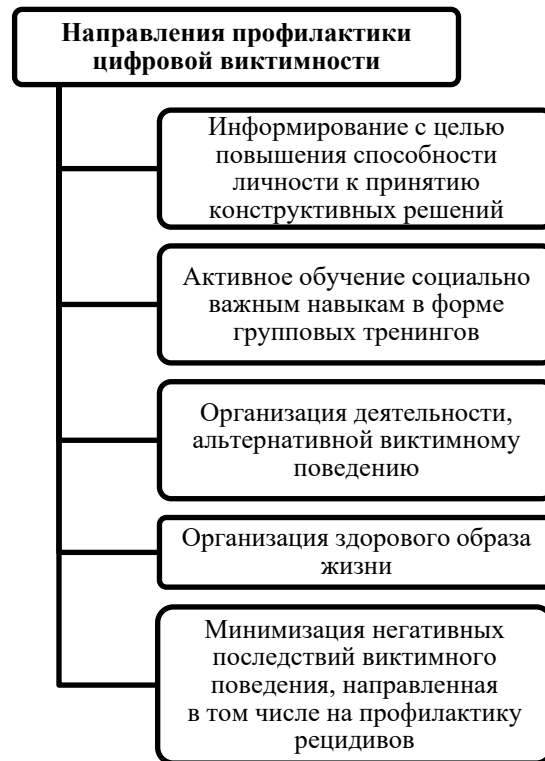 Направления профилактики
цифровой виктимности
Информирование с целью
повышения способности
личности к принятию
конструктивных решений
Активное обучение социально
важным навыкам в форме
групповых тренингов
Организация деятельности,
альтернативной виктимному
поведению
Организация здорового образа
жизни
Минимизация негативных
последствий виктимного
поведения, направленная
в том числе на профилактику
рецидивов